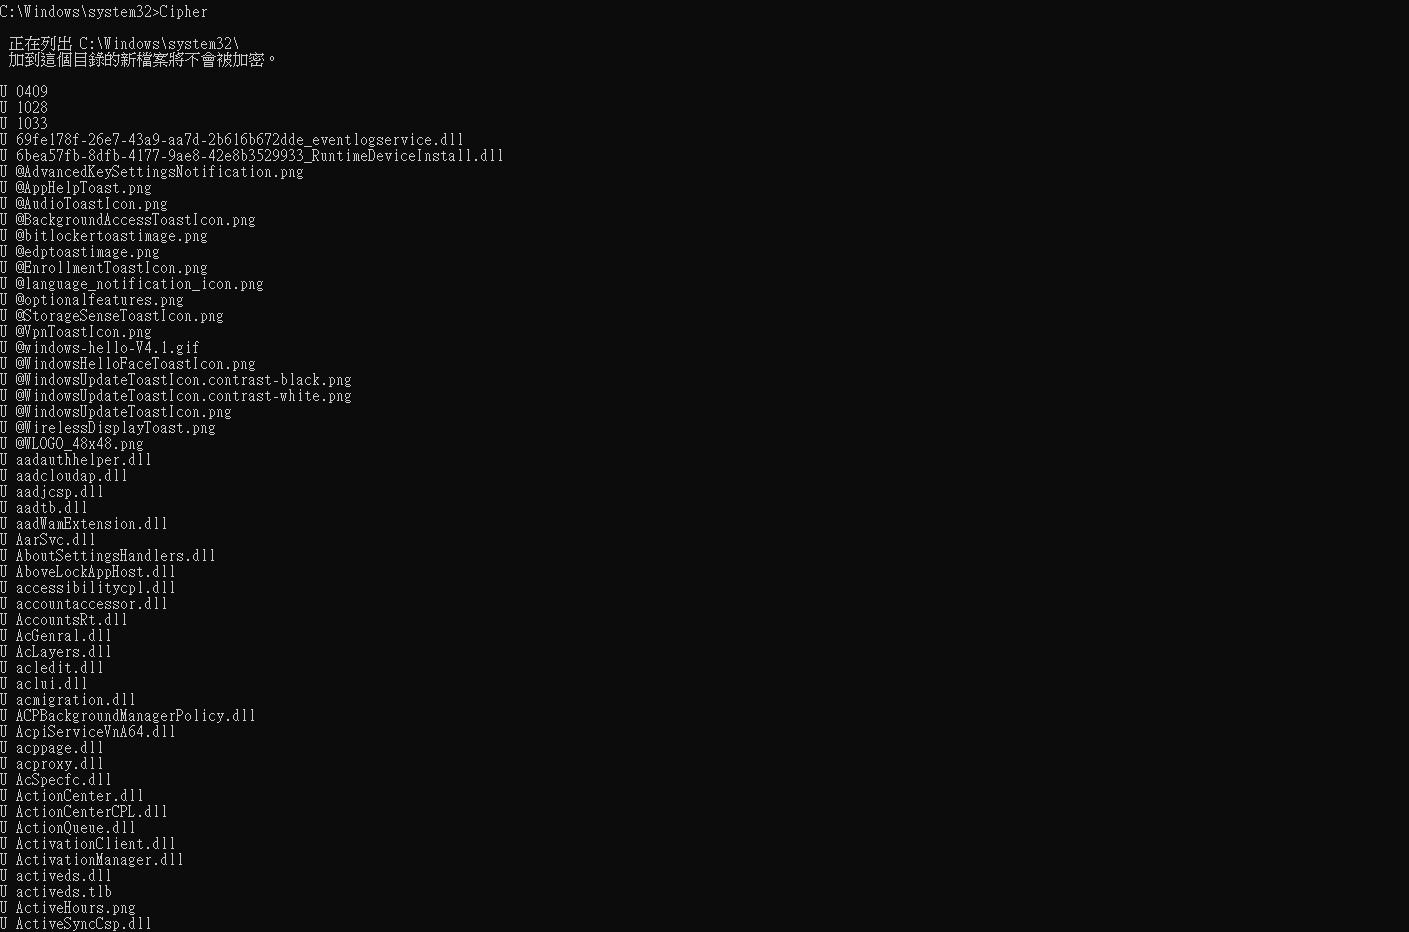 C:\Windows\system32>Cipher
正在列出 C:\Windows\system32\
加到這個目錄的新檔案將不會被加密。
U 0409
U 1028
U 1033
U 69fe178f-26e7-43a9-aa7d-2b616b672dde_eventlogservice.dll
U 6bea57fb-8dfb-4177-9ae8-42e8b3529933_RuntimeDeviceInstall.dll
U @AdvancedKeySettingsNotification.png
U @AppHelpToast.png
U @AudioToastIcon.png
U @BackgroundAccessToastIcon.png
U @bitlockertoastimage.png
U @edptoastimage.png
U @EnrollmentToastIcon.png
U @language_notification_icon.png
U @optionalfeatures.png
U @StorageSenseToastIcon.png
U @VpnToastIcon.png
U @windows-hello-V4.1.gif
U @WindowsHelloFaceToastIcon.png
U @WindowsUpdateToastIcon.contrast-black.png
U @WindowsUpdateToastIcon.contrast-white.png
U @WindowsUpdateToastIcon.png
U @WirelessDisplayToast.png
U @WLOGO_48x48.png
U aadauthhelper.dll
U aadcloudap.dll
U aadjcsp.dll
U aadtb.dll
U aadWamExtension.dll
U AarSvc.dll
U AboutSettingsHandlers.dll
U AboveLockAppHost.dll
U accessibilitycpl.dll
U accountaccessor.dll
U AccountsRt.dll
U AcGenral.dll
U AcLayers.dll
U acledit.dll
U aclui.dll
U acmigration.dll
U ACPBackgroundManagerPolicy.dll
U AcpiServiceVnA64.dll
U acppage.dll
U acproxy.dll
U AcSpecfc.dll
U ActionCenter.dll
U ActionCenterCPL.dll
U ActionQueue.dll
U ActivationClient.dll
U ActivationManager.dll
U activeds.dll
U activeds.tlb
U ActiveHours.png
U ActiveSyncCsp.dll